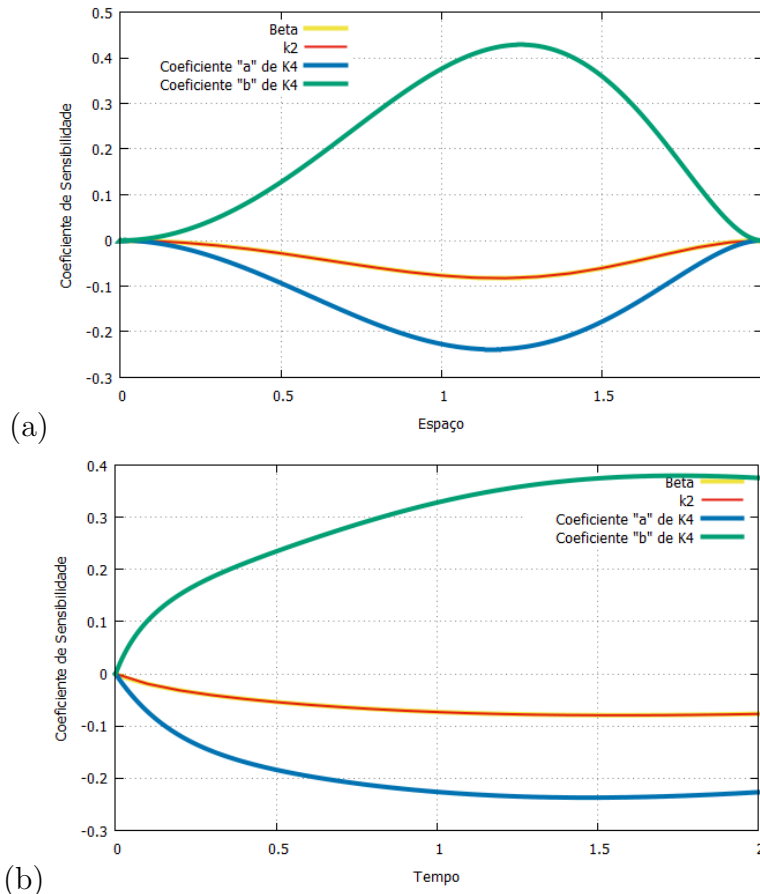 0.5
0.4
0.3
0.2
0.1
0
-0.1
-0.2
-0.3
Coeficiente de Sensibilidade
Beta
k2
Coeficiente "a" de K4
Coeficiente "b" de K4
0 0.5 1 1.5
Espaço
(a)
0.4
0.3
0.2
0.1
0
-0.1
-0.2
-0.3
Coeficiente de Sensibilidade
Beta
k2
Coeficiente "a" de K4
Coeficiente "b" de K4
0 0.5 1 1.5 2
Tempo
(b)